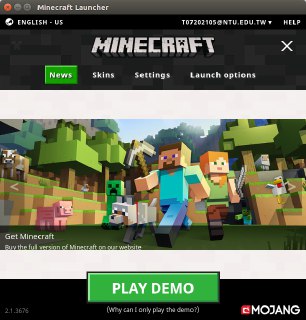 Minecraft Launcher
ENGLISH - US
T07202105@NTU.EDU.TW ▾ HELP
MINECRAFT
News Skins Settings Launch options
Get Minecraft
Buy the full version of Minecraft on our website
PLAY DEMO
2.1.3676
(Why can I only play the demo?)
MOJANG